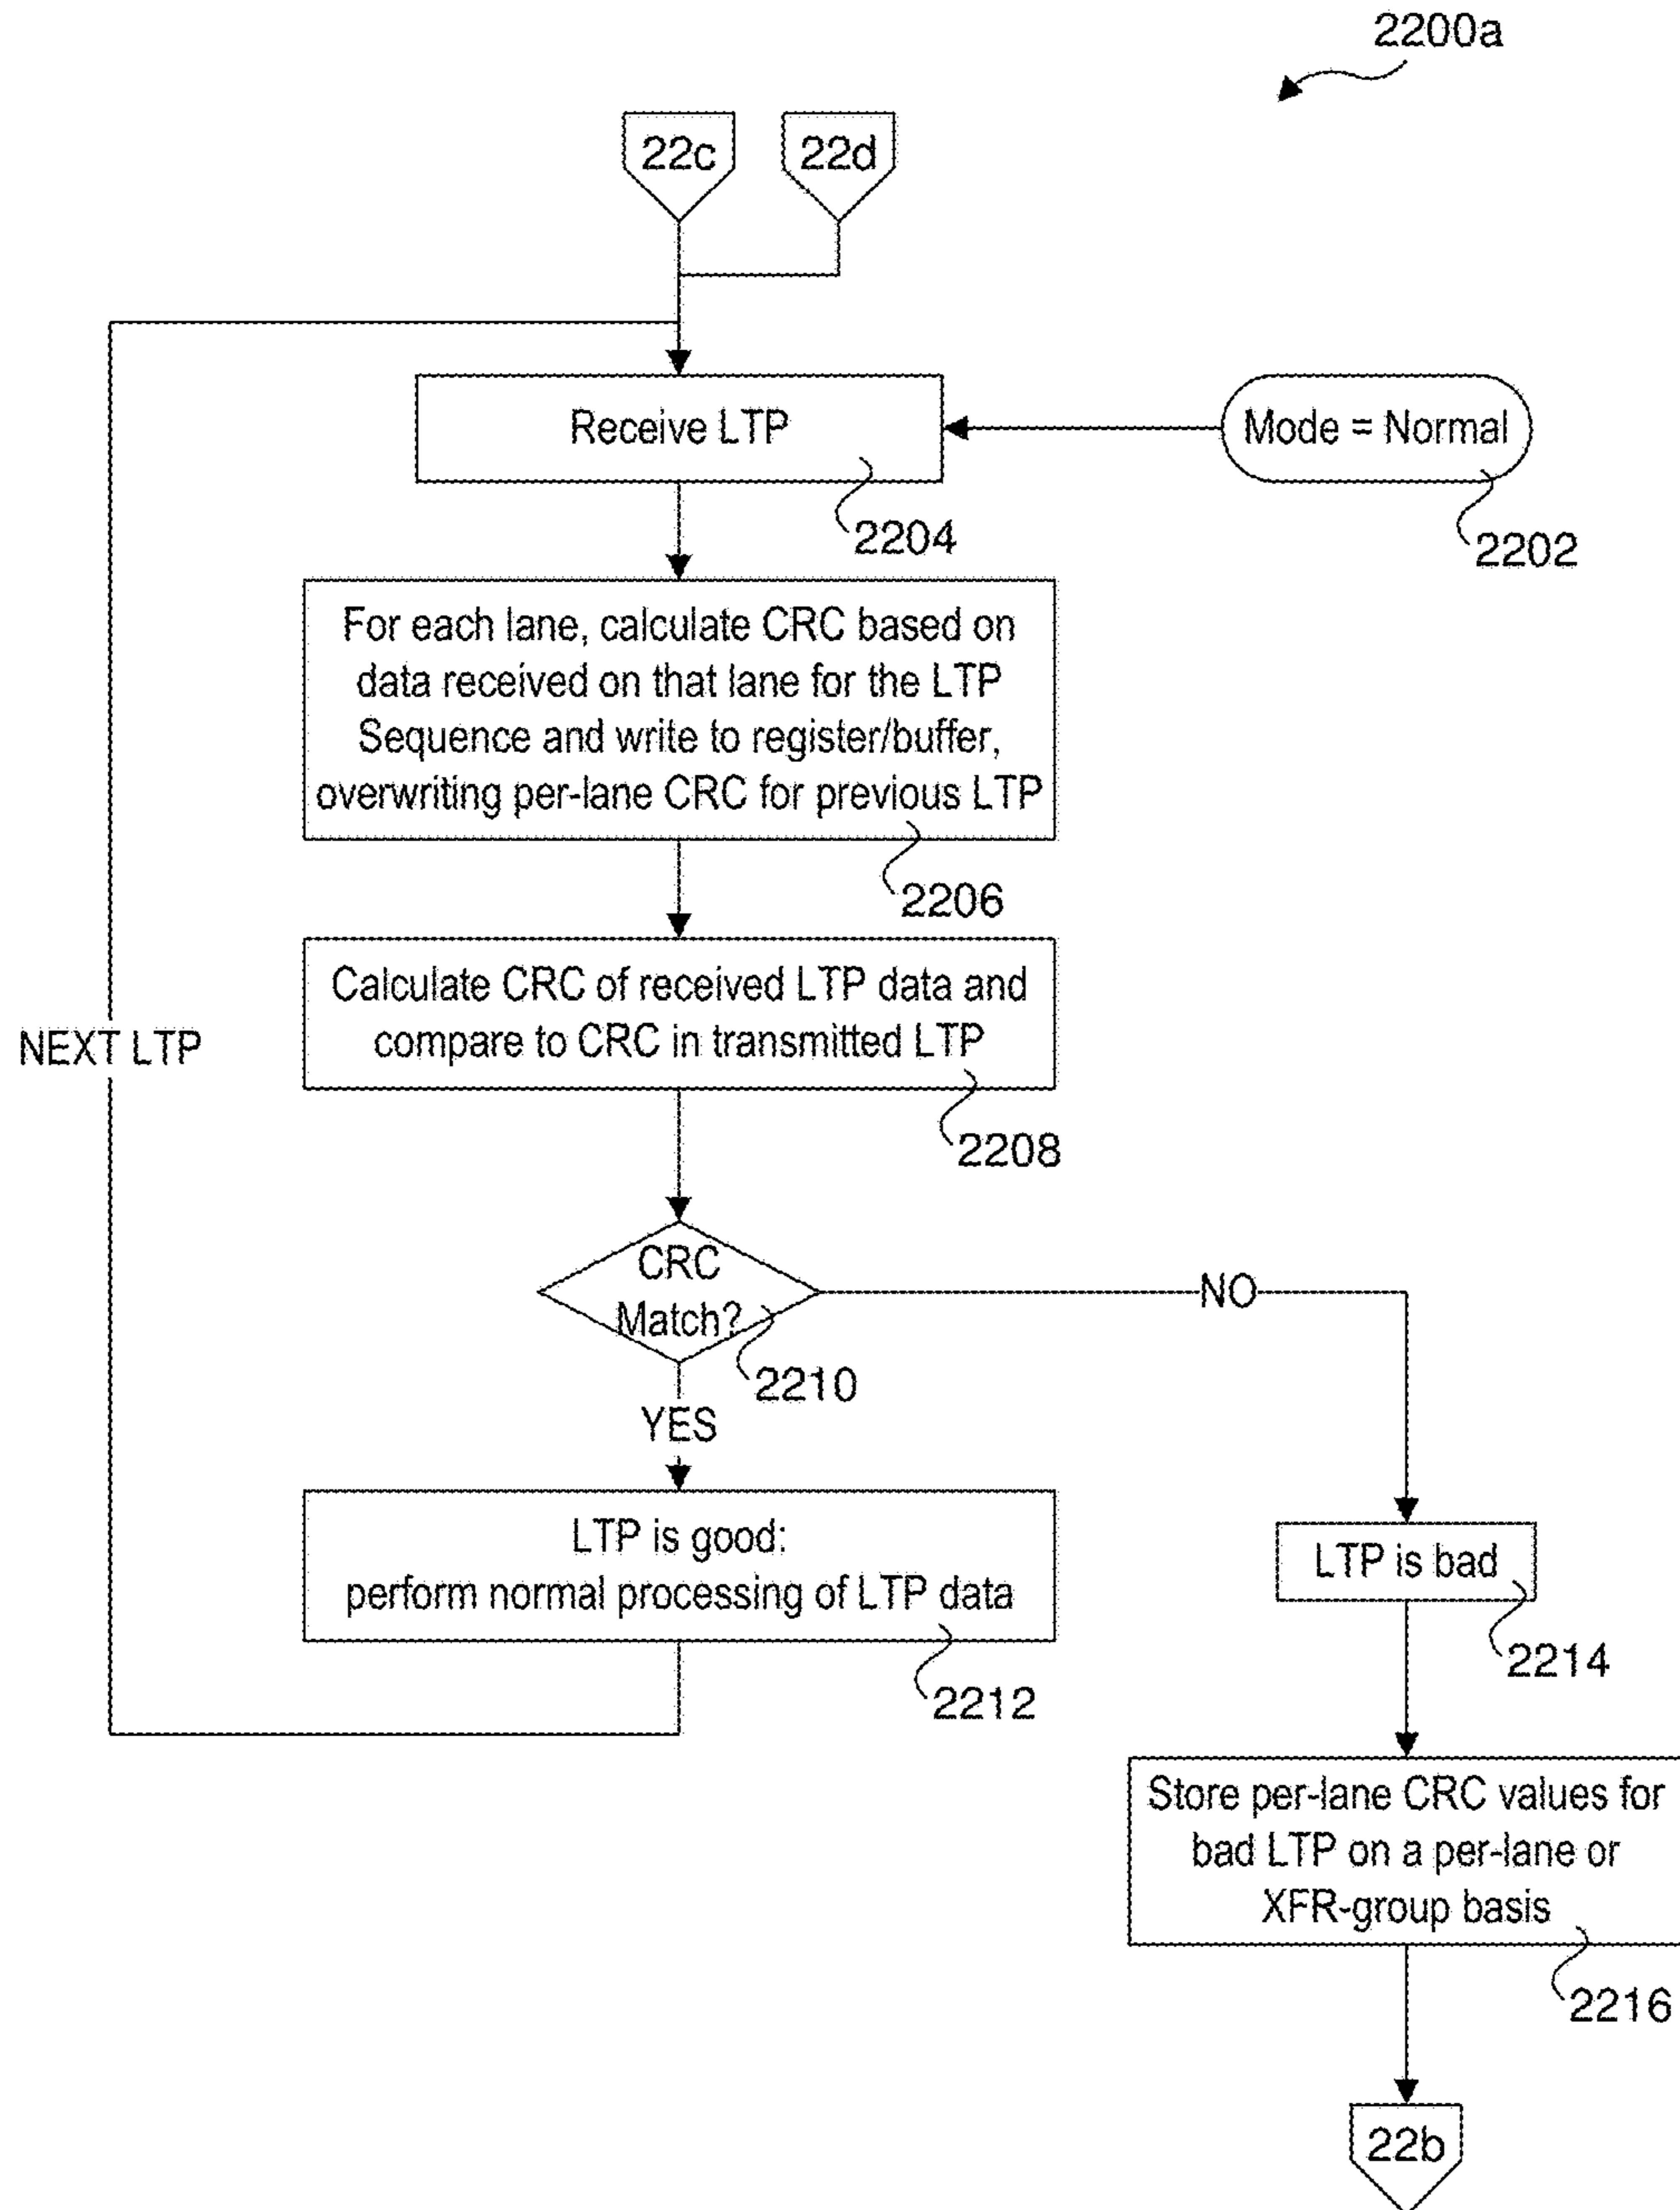 2200a
22c
22d
Receive LTP
Mode = Normal
2204
2202
For each lane, calculate CRC based on
data received on that lane for the LTP
Sequence and write to register/buffer,
overwriting per-lane CRC for previous LTP
2206
Calculate CRC of received LTP data and
compare to CRC in transmitted LTP
NEXT LTP
2208
CRC
Match?
NO
2210
YES
LTP is good:
perform normal processing of LTP data
LTP is bad
2214
2212
Store per-lane CRC values for
bad LTP on a per-lane or
XFR-group basis
2216
22b